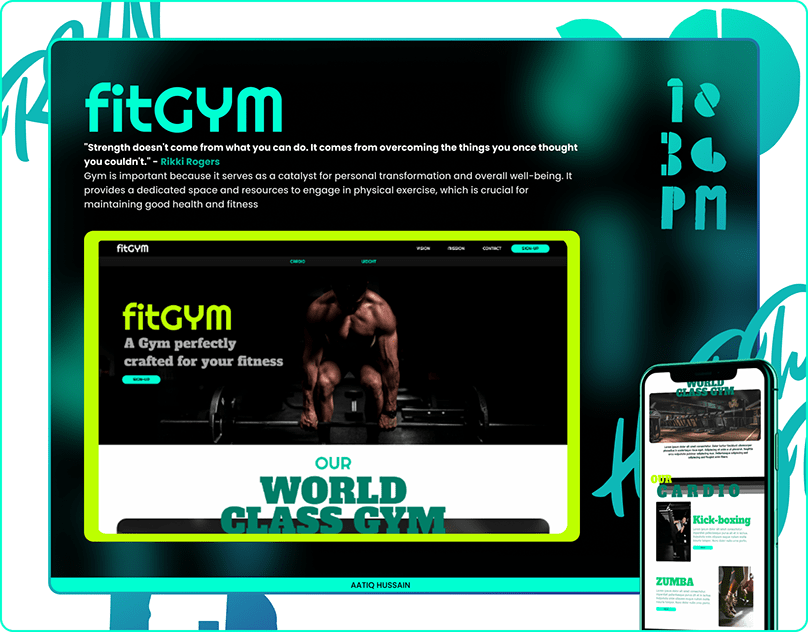 fitGYM
"Strength doesn't come from what you can do. It comes from overcoming the things you once thought
you couldn't." - Rikki Rogers
Gym is important because it serves as a catalyst for personal transformation and overall well-being. It
provides a dedicated space and resources to engage in physical exercise, which is crucial for
maintaining good health and fitness
36
PM
fitGYM
VISION
MISSION
CONTACT
SIGN-UP
CARDIO
WEIGHT
fitGYM
A Gym perfectly
crafted for your fitness
SIGN-UP
OUR
WORLD
CLASS GYM
WORLD
CLASS GYM
OUR
CARDIO
Kick-boxing
ZUMBA
AATIQ HUSSAIN